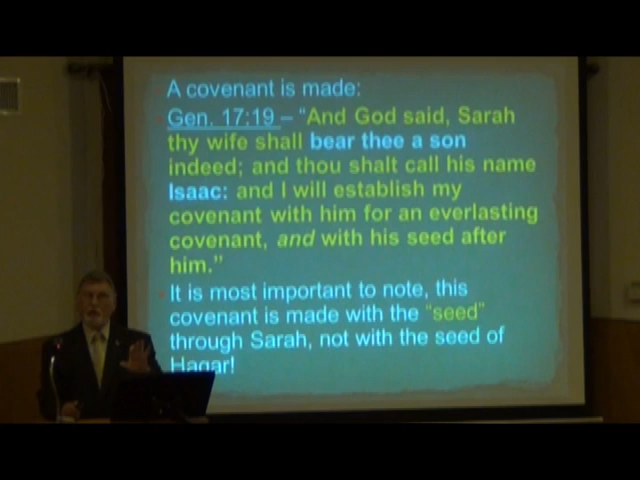 A covenant is made:
Gen. 17:19 – “And God said, Sarah
thy wife shall bear thee a son
indeed; and thou shalt call his name
Isaac: and I will establish my
covenant with him for an everlasting
covenant, and with his seed after
him.”
It is most important to note, this
covenant is made with the “seed”
through Sarah, not with the seed of
Hagar!